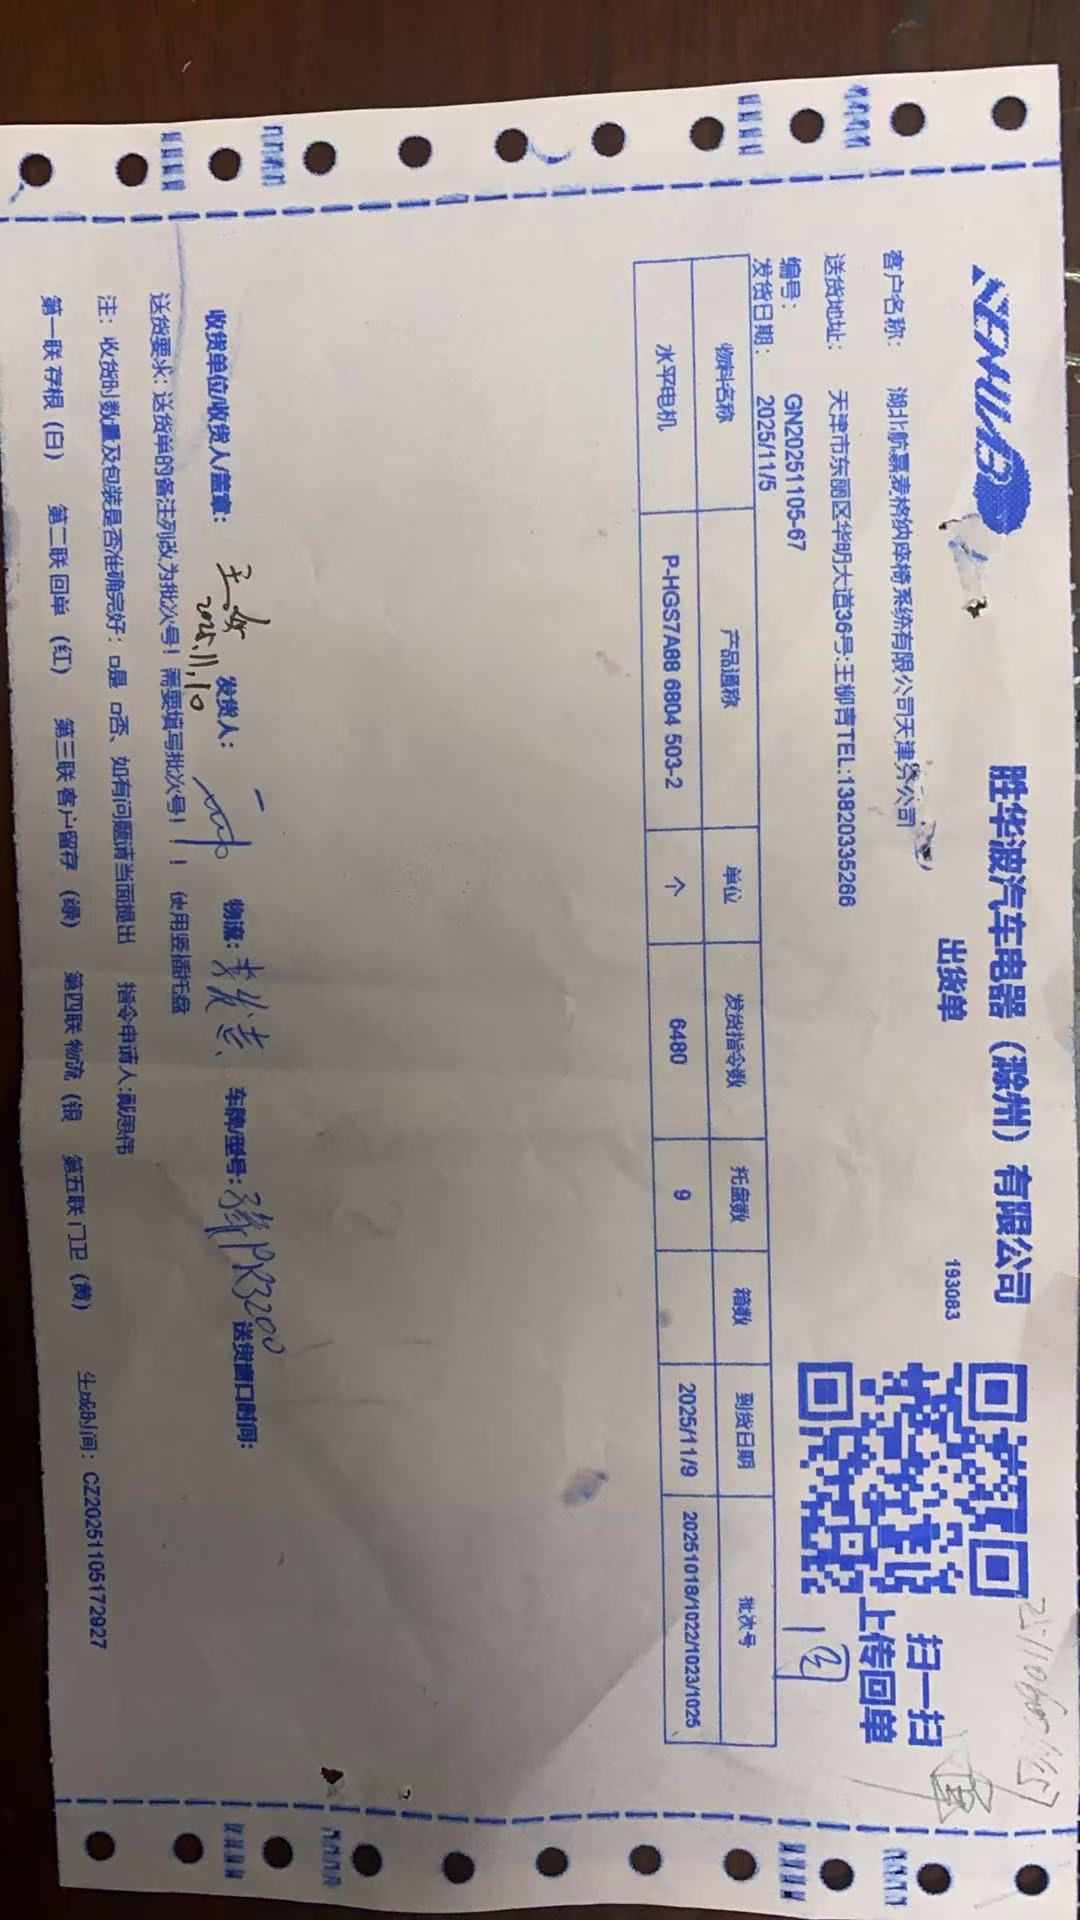 SENHUABO
胜华波汽车电器（滁州）有限公司
出货单
193083
扫一扫
上传回单
客户名称： 湖北航嘉麦格纳座椅系统有限公司天津分公司
送货地址： 天津市东丽区华明大道36号:王柳青TEL:13820335266
编号： GN20251105-67
发货日期： 2025/11/5
物料名称 产品通称 单位 发货指令数 托盘数 箱数 到货日期 批次号
水平电机 P-HGS7A88 6804 503-2 个 6480 9 2025/11/9 20251018/1022/1023/1025
收货单位/收货人/盖章： 2025.11.10 发货人： 物流： 车牌/型号： 送货窗口时间：
送货要求：送货单的备注列改为批次号！需要填写批次号！！！ 使用竖插托盘
注：收货时数量及包装是否准确完好：□是 □否、如有问题请当面提出 指令申请人:戴思伟
第一联 存根（白） 第二联 回单（红） 第三联 客户留存（绿） 第四联 物流（银 第五联 门卫（黄） 生成时间：CZ20251105172927